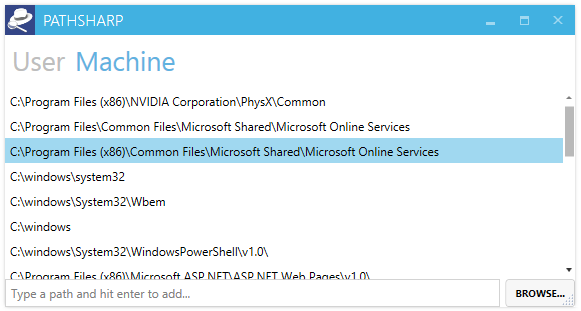 PATHSHARP
User Machine
C:\Program Files (x86)\NVIDIA Corporation\PhysX\Common
C:\Program Files\Common Files\Microsoft Shared\Microsoft Online Services
C:\Program Files (x86)\Common Files\Microsoft Shared\Microsoft Online Services
C:\windows\system32
C:\windows\System32\Wbem
C:\windows
C:\windows\System32\WindowsPowerShell\v1.0\
C:\Program Files (x86)\Microsoft ASP.NET\ASP.NET Web Pages\v1.0\
Type a path and hit enter to add... BROWSE...